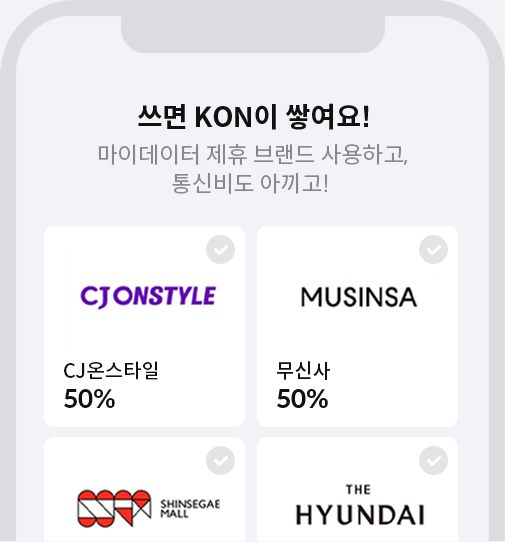 쓰면 KON이 쌓여요!
마이데이터 제휴 브랜드 사용하고,
통신비도 아끼고!
CJ ONSTYLE
MUSINSA
CJ온스타일
무신사
50%
50%
SSG SHINSEGAE
MALL
THE
HYUNDAI